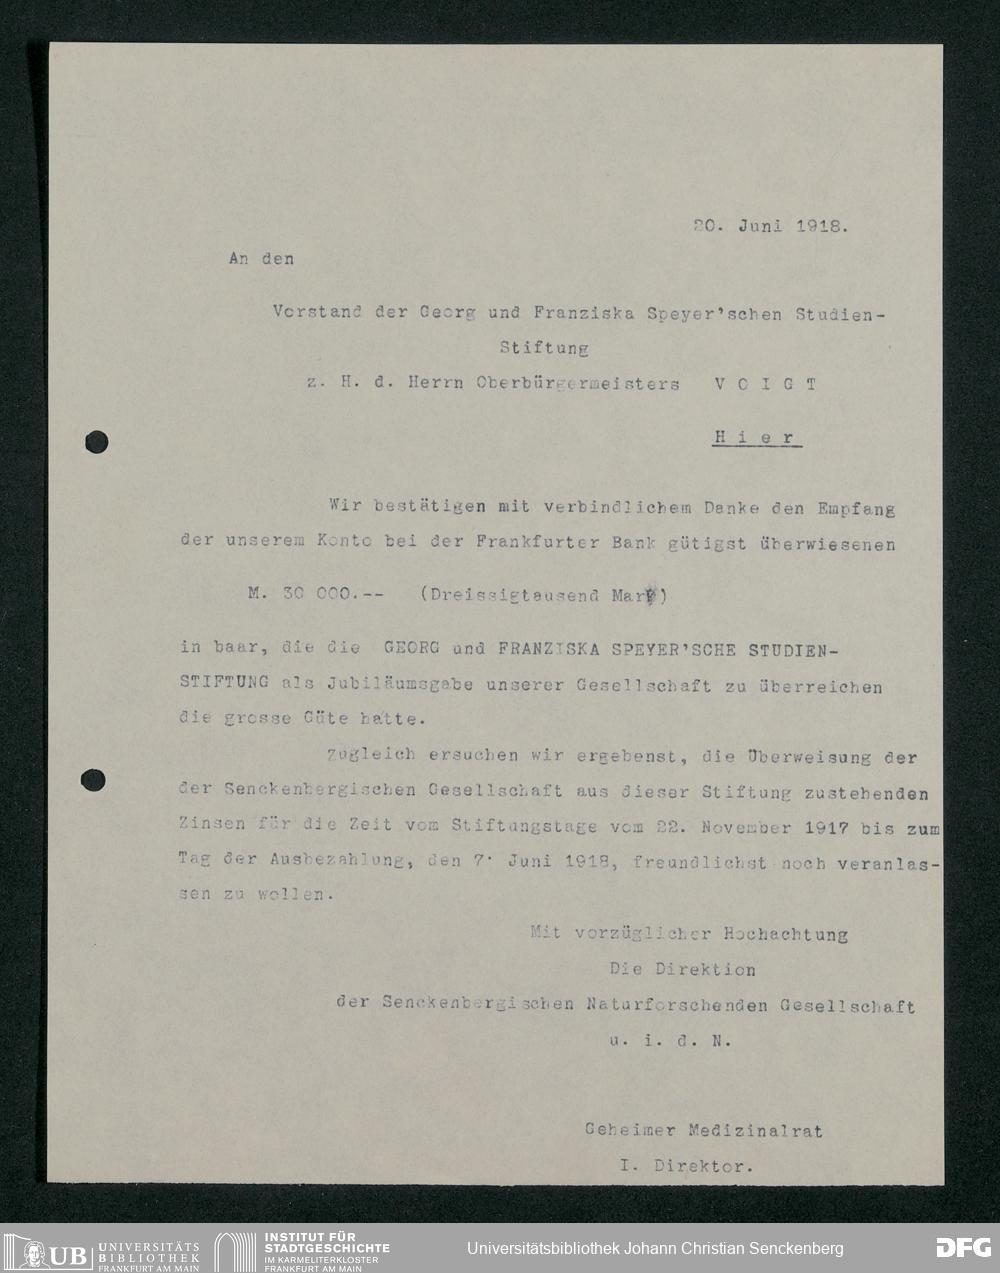 20. Juni 1918.
An den
Vorstand der Georg und Franziska Speyer'schen Studien-
Stiftung
z. H. d. Herrn Oberbürgermeisters V O I G T
H i e r
Wir bestätigen mit verbindlichem Danke den Empfang
der unserem Konto bei der Frankfurter Bank gütigst überwiesenen
M. 30 000.-- (Dreissigtausend Mark)
in baar, die die GEORG und FRANZISKA SPEYER'SCHE STUDIEN-
STIFTUNG als Jubiläumsgabe unserer Gesellschaft zu überreichen
die grosse Güte hatte.
Zugleich ersuchen wir ergebenst, die Überweisung der
der Senckenbergischen Gesellschaft aus dieser Stiftung zustehenden
Zinsen für die Zeit vom Stiftungstage vom 22. November 1917 bis zum
Tag der Ausbezahlung, den 7. Juni 1918, freundlichst noch veranlas-
sen zu wollen.
Mit vorzüglicher Hochachtung
Die Direktion
der Senckenbergischen Naturforschenden Gesellschaft
u. i. d. N.
Geheimer Medizinalrat
I. Direktor.
UB UNIVERSITÄTS
BIBLIOTHEK
FRANKFURT AM MAIN
INSTITUT FÜR
STADTGESCHICHTE
IM KARMELITERKLOSTER
FRANKFURT AM MAIN
Universitätsbibliothek Johann Christian Senckenberg
DFG